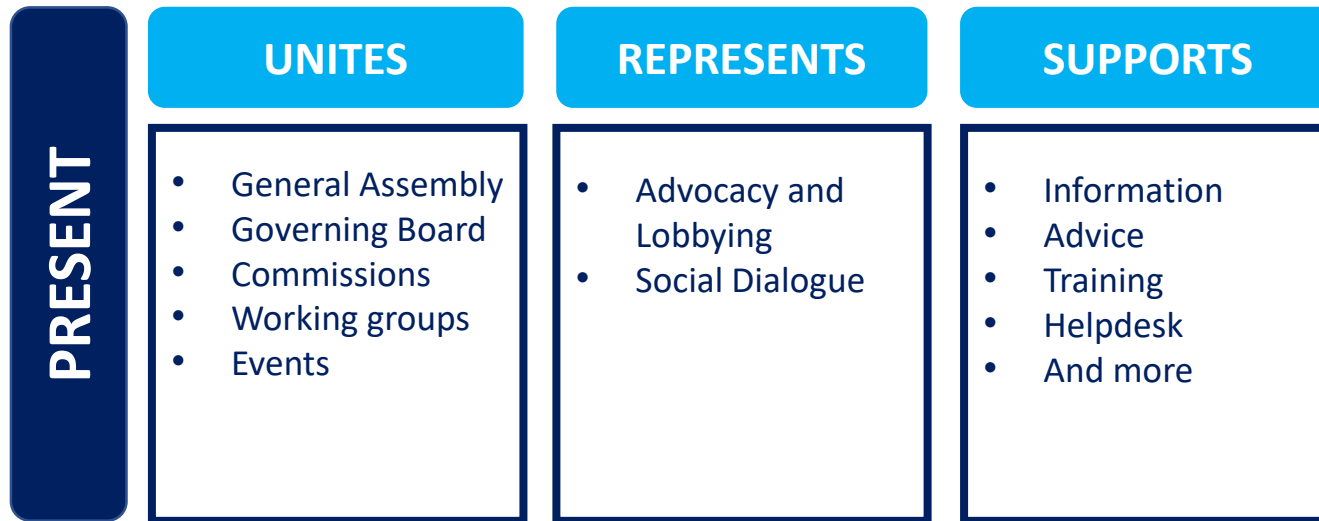 PRESENT
UNITES
• General Assembly
• Governing Board
• Commissions
• Working groups
• Events
REPRESENTS
• Advocacy and
Lobbying
• Social Dialogue
SUPPORTS
• Information
• Advice
• Training
• Helpdesk
• And more